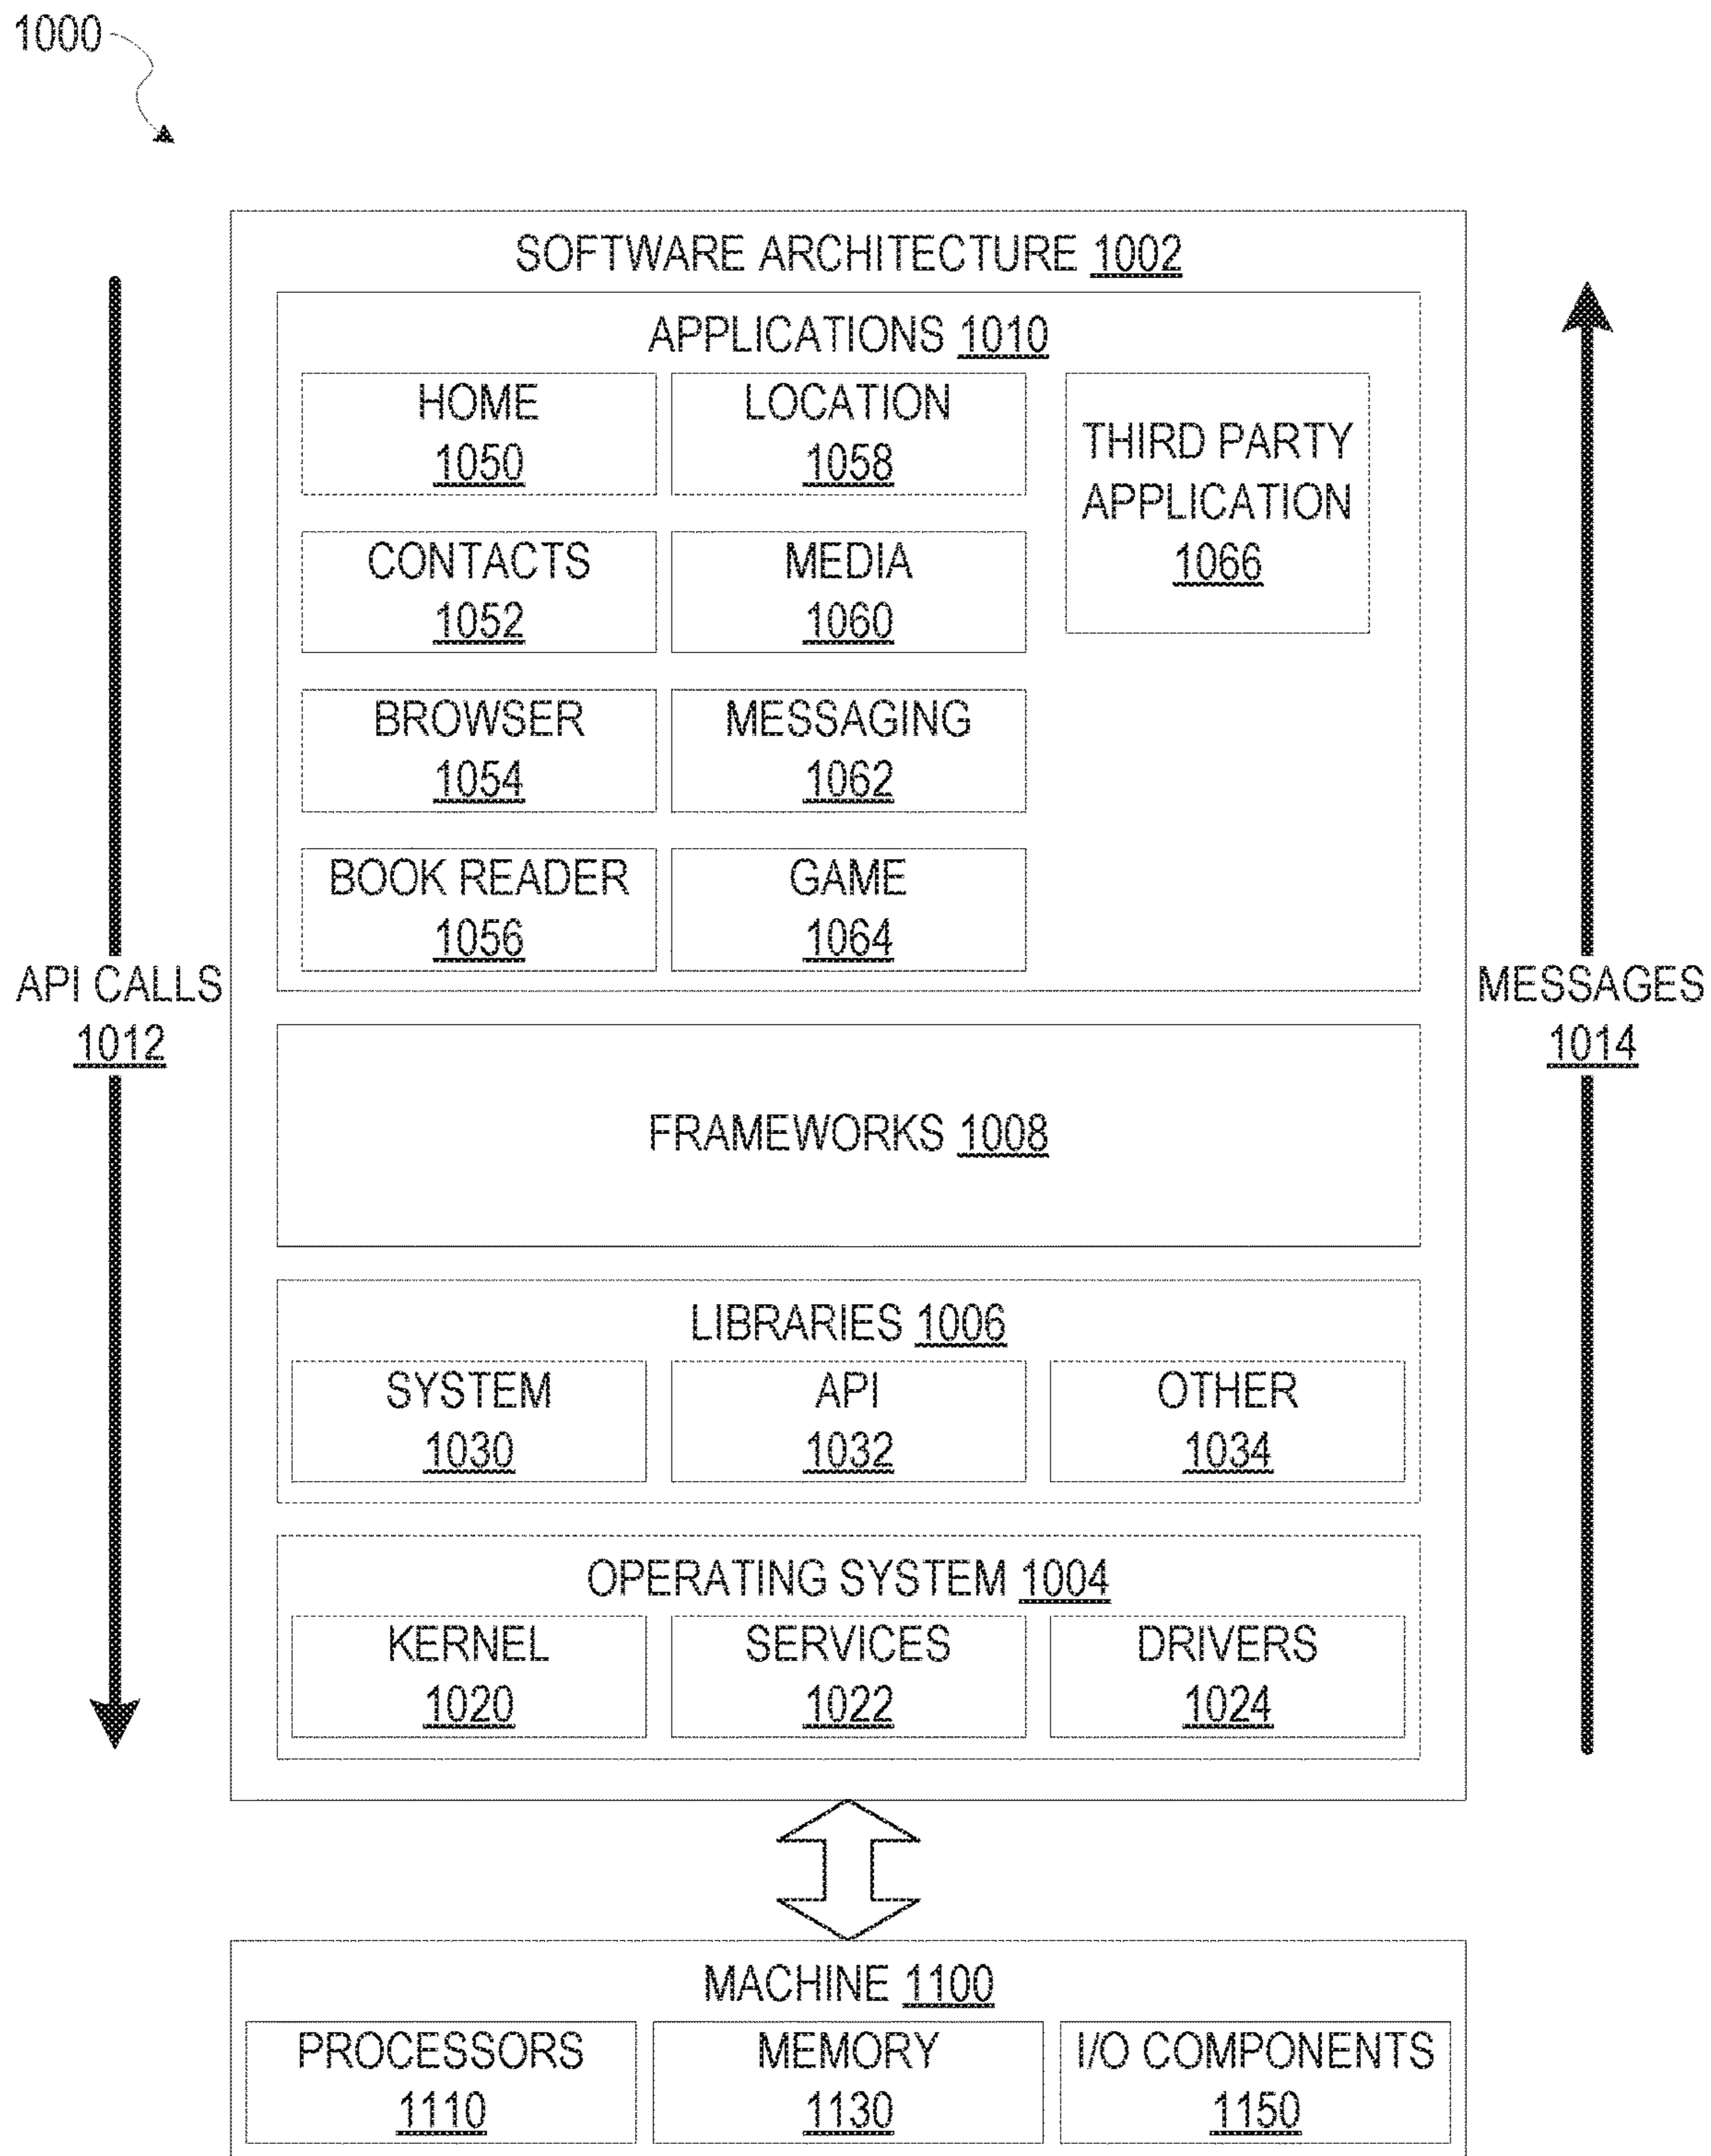 1000
SOFTWARE ARCHITECTURE 1002
APPLICATIONS 1010
HOME
1050
LOCATION
1058
THIRD PARTY
APPLICATION
1066
CONTACTS
1052
MEDIA
1060
BROWSER
1054
MESSAGING
1062
BOOK READER
1056
GAME
1064
API CALLS
1012
MESSAGES
1014
FRAMEWORKS 1008
LIBRARIES 1006
SYSTEM
1030
API
1032
OTHER
1034
OPERATING SYSTEM 1004
KERNEL
1020
SERVICES
1022
DRIVERS
1024
MACHINE 1100
PROCESSORS
1110
MEMORY
1130
I/O COMPONENTS
1150